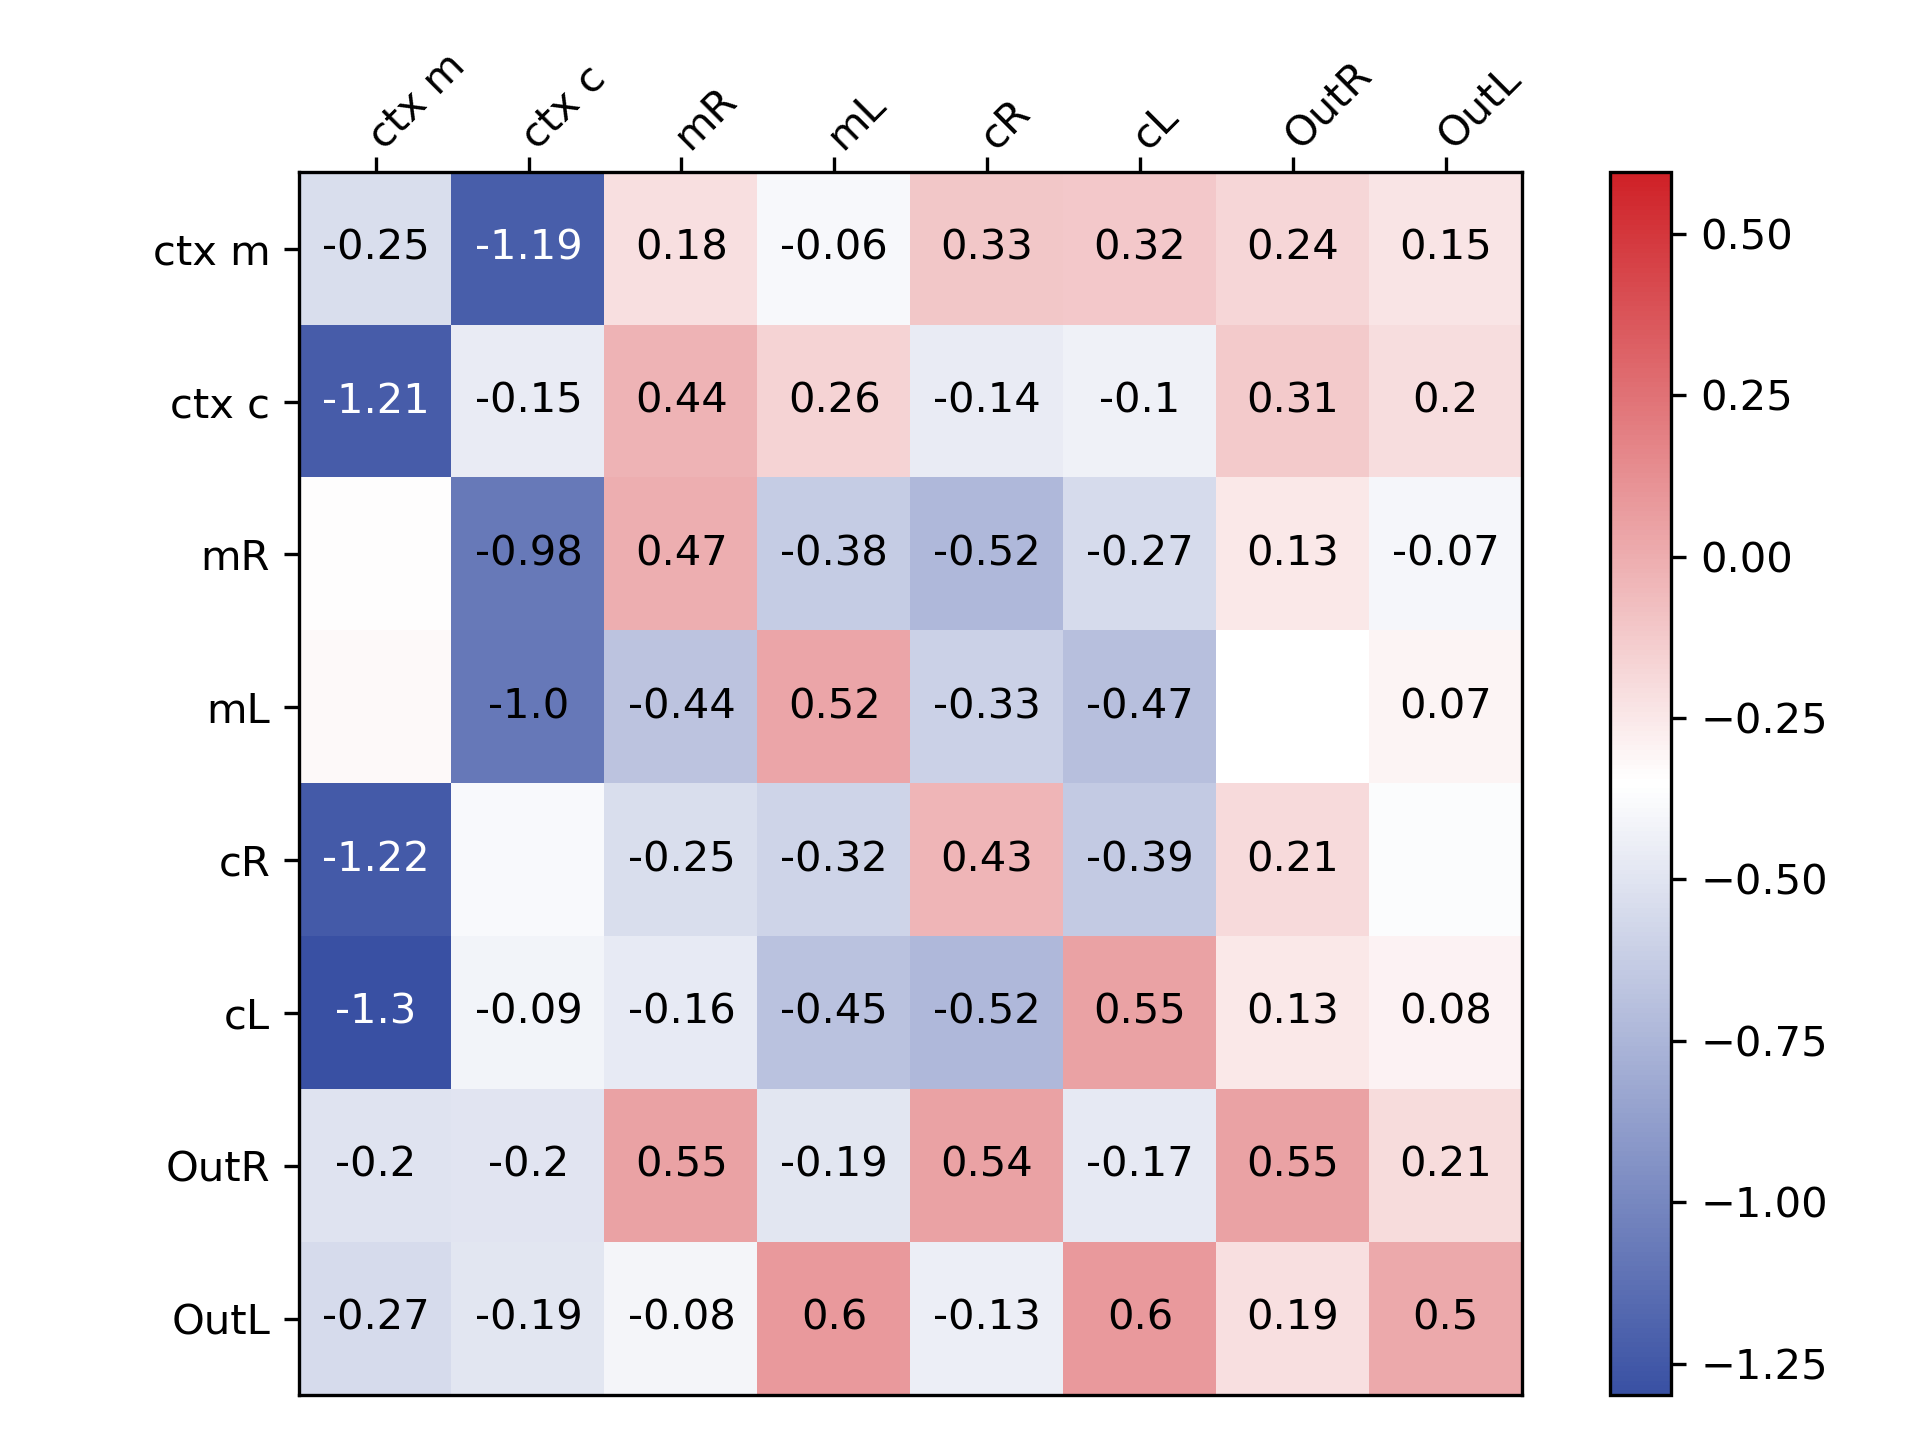 ctx m ctx c mR mL cR cL OutR OutL
ctx m -0.25 -1.19 0.18 -0.06 0.33 0.32 0.24 0.15
ctx c -1.21 -0.15 0.44 0.26 -0.14 -0.1 0.31 0.2
mR -0.98 0.47 -0.38 -0.52 -0.27 0.13 -0.07
mL -1.0 -0.44 0.52 -0.33 -0.47 0.07
cR -1.22 -0.25 -0.32 0.43 -0.39 0.21
cL -1.3 -0.09 -0.16 -0.45 -0.52 0.55 0.13 0.08
OutR -0.2 -0.2 0.55 -0.19 0.54 -0.17 0.55 0.21
OutL -0.27 -0.19 -0.08 0.6 -0.13 0.6 0.19 0.5
0.50
0.25
0.00
−0.25
−0.50
−0.75
−1.00
−1.25